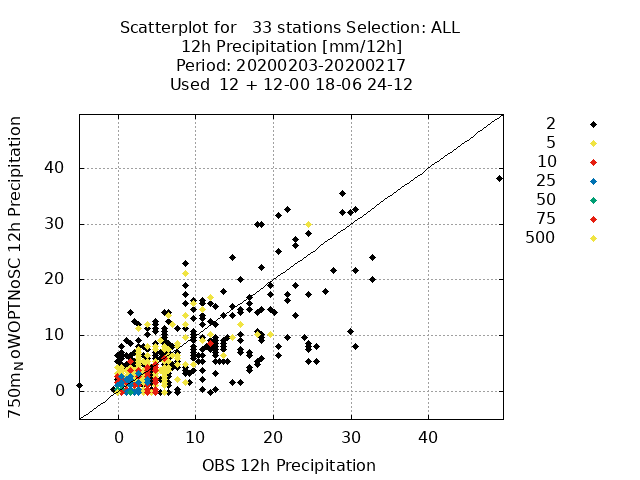 Scatterplot for   33 stations Selection: ALL
12h Precipitation [mm/12h]
Period: 20200203-20200217
Used  12 + 12-00 18-06 24-12
750m_NoWOPTNoSC 12h Precipitation
40
30
20
10
0
0 10 20 30 40
OBS 12h Precipitation
2
5
10
25
50
75
500